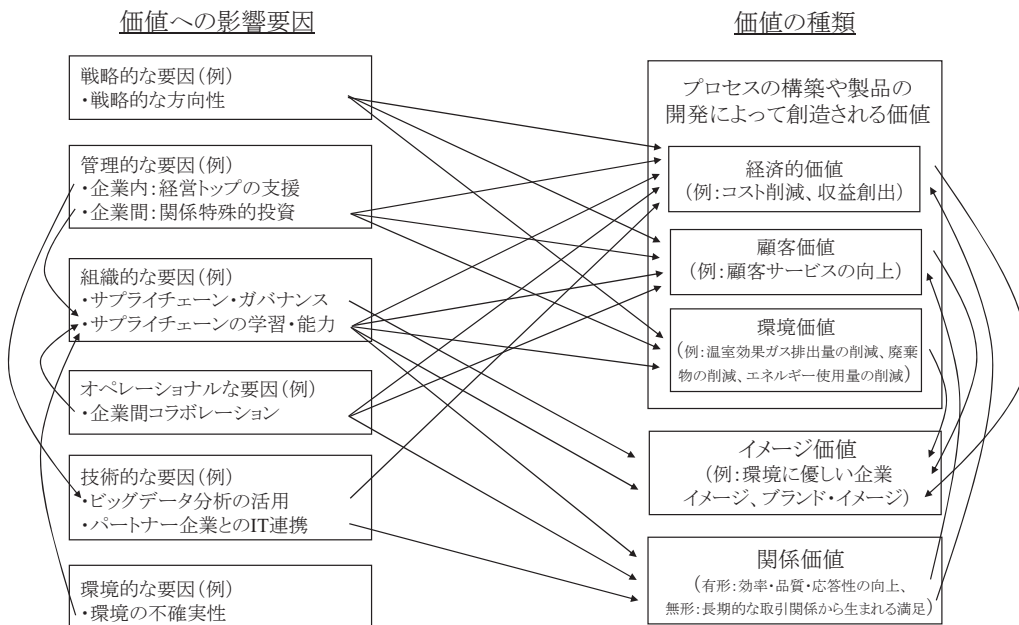 価値への影響要因
戦略的な要因(例)
・戦略的な方向性
管理的な要因(例)
・企業内:経営トップの支援
・企業間:関係特殊的投資
組織的な要因(例)
・サプライチェーン・ガバナンス
・サプライチェーンの学習・能力
オペレーショナルな要因(例)
・企業間コラボレーション
技術的な要因(例)
・ビッグデータ分析の活用
・パートナー企業とのIT連携
環境的な要因(例)
・環境の不確実性
価値の種類
プロセスの構築や製品の
開発によって創造される価値
経済的価値
(例:コスト削減、収益創出)
顧客価値
(例:顧客サービスの向上)
環境価値
(例:温室効果ガス排出量の削減、廃棄
物の削減、エネルギー使用量の削減)
イメージ価値
(例:環境に優しい企業
イメージ、ブランド・イメージ)
関係価値
(有形:効率・品質・応答性の向上、
無形:長期的な取引関係から生まれる満足)